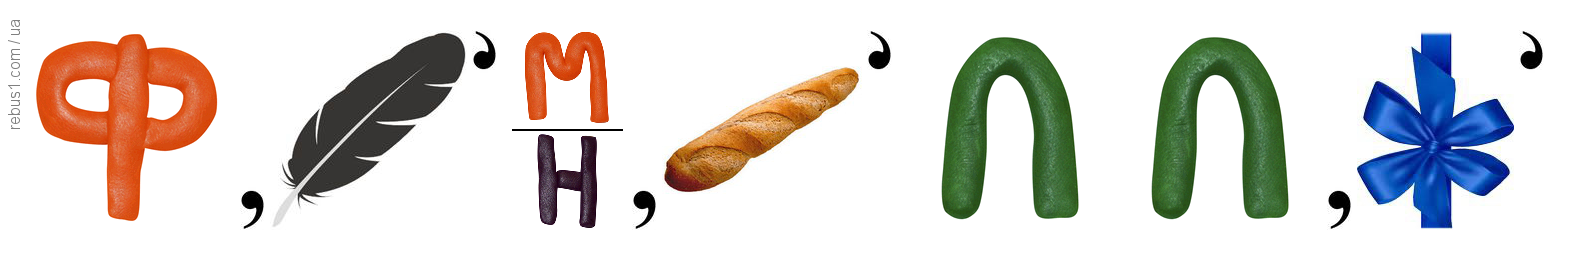 rebus1.com / ua
Ф , ’ М , ’ Л Л , ’
Н